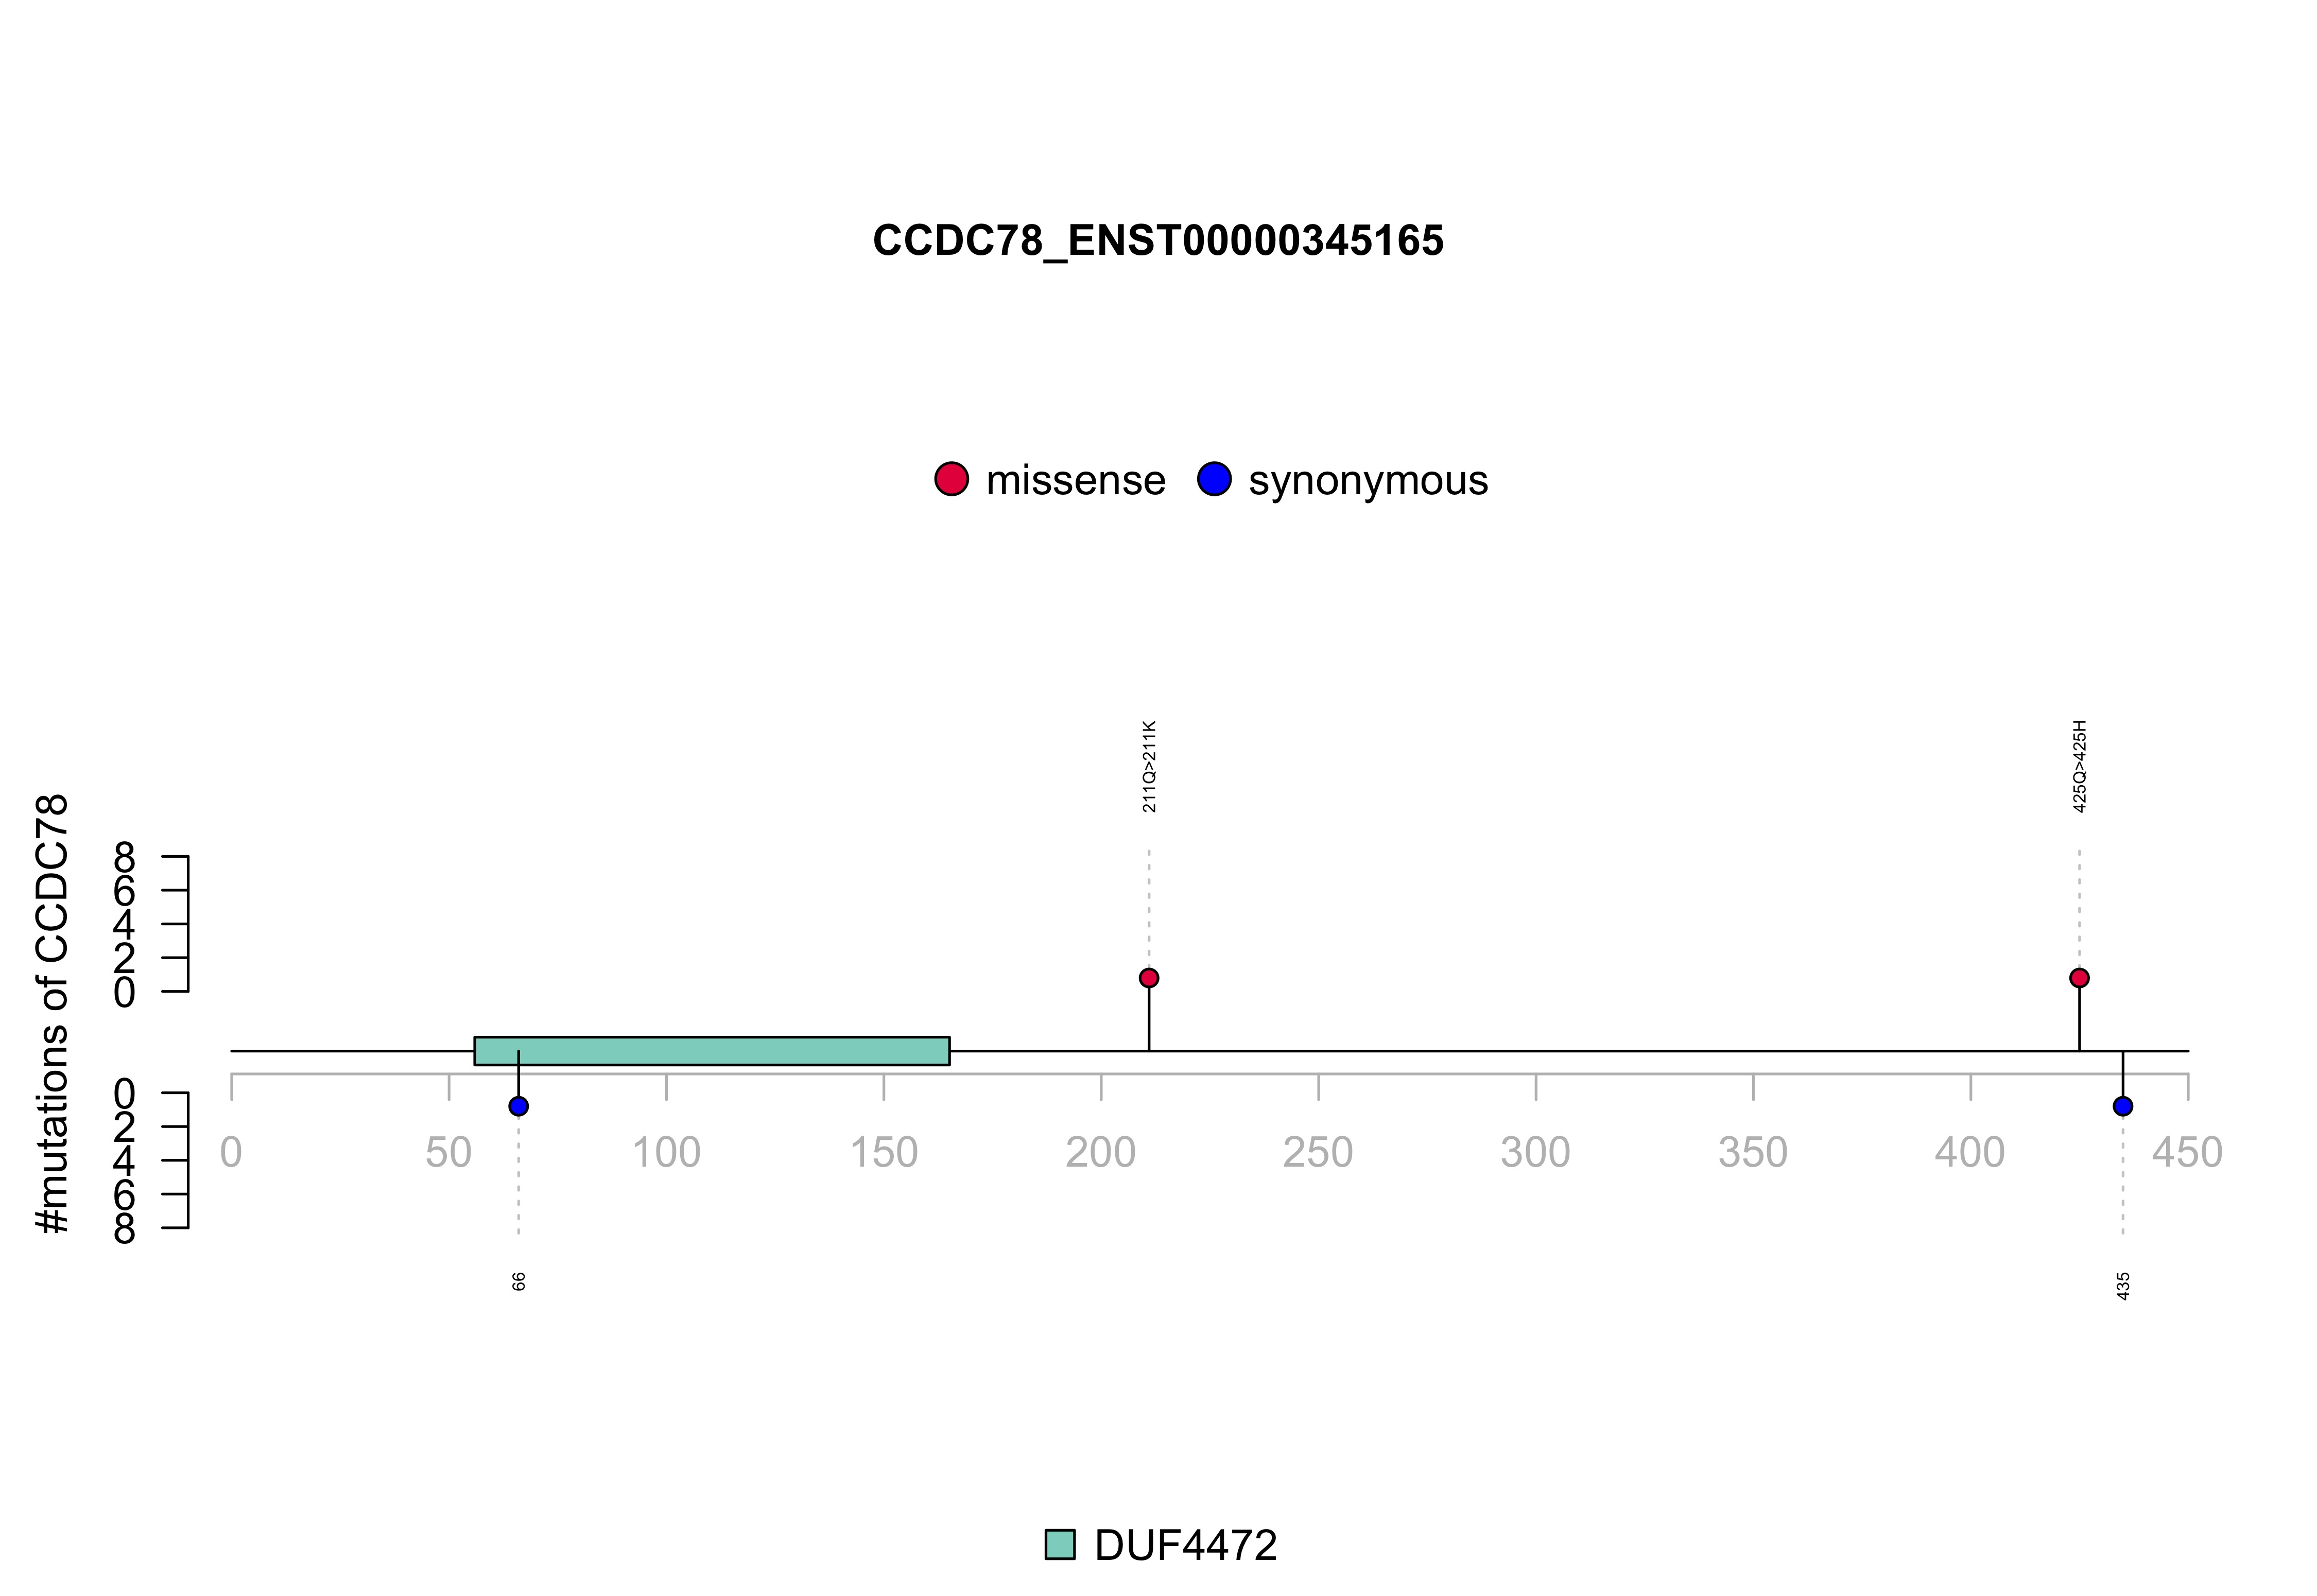 CCDC78_ENST00000345165
missense synonymous
211Q>211K 425Q>425H
#mutations of CCDC78
8
6
4
2
0
0
2
4
6
8
0 50 100 150 200 250 300 350 400 450
66 435
DUF4472